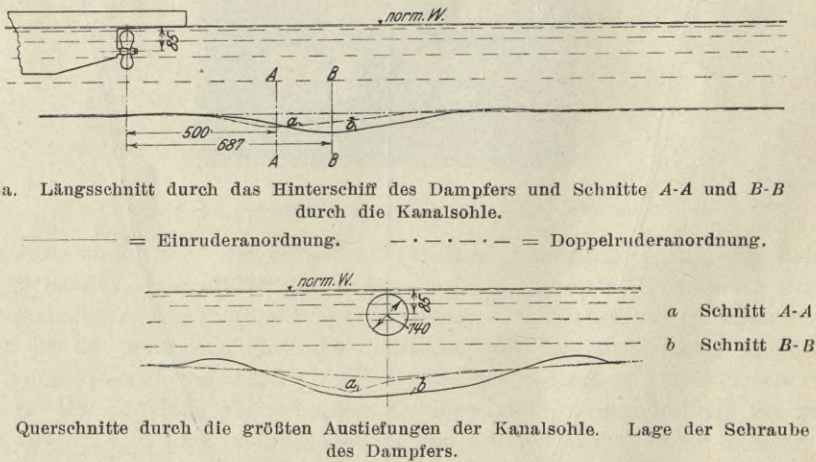 norm. W.
85
A B
a b
500
687
A B
a. Längsschnitt durch das Hinterschiff des Dampfers und Schnitte A-A und B-B
durch die Kanalsohle.
= Einruderanordnung. = Doppelruderanordnung.
norm. W.
85
740
a Schnitt A-A
b Schnitt B-B
a b
Querschnitte durch die größten Austiefungen der Kanalsohle. Lage der Schraube
des Dampfers.